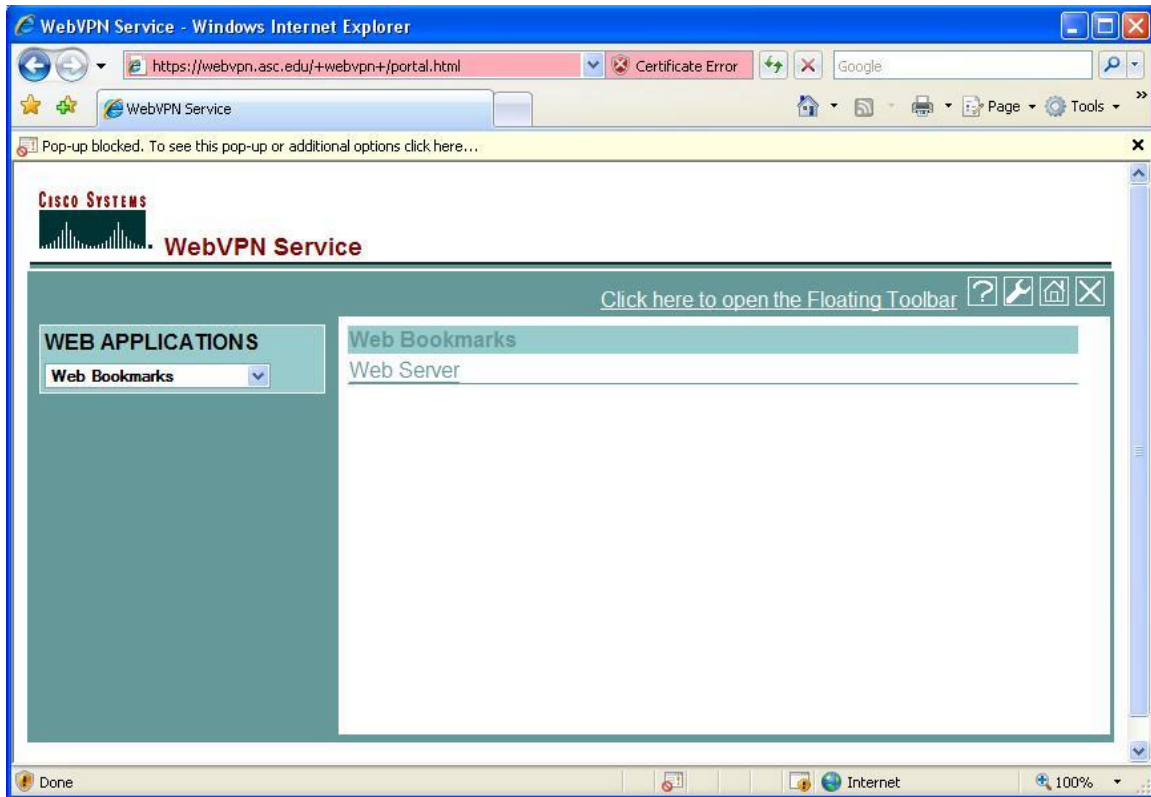 WebVPN Service - Windows Internet Explorer
https://webvpn.asc.edu/+webvpn+/portal.html
Certificate Error
Google
WebVPN Service
Page
Tools
»
Pop-up blocked. To see this pop-up or additional options click here...
CISCO SYSTEMS
WebVPN Service
Click here to open the Floating Toolbar
WEB APPLICATIONS
Web Bookmarks
Web Bookmarks
Web Server
Done
Internet
100%